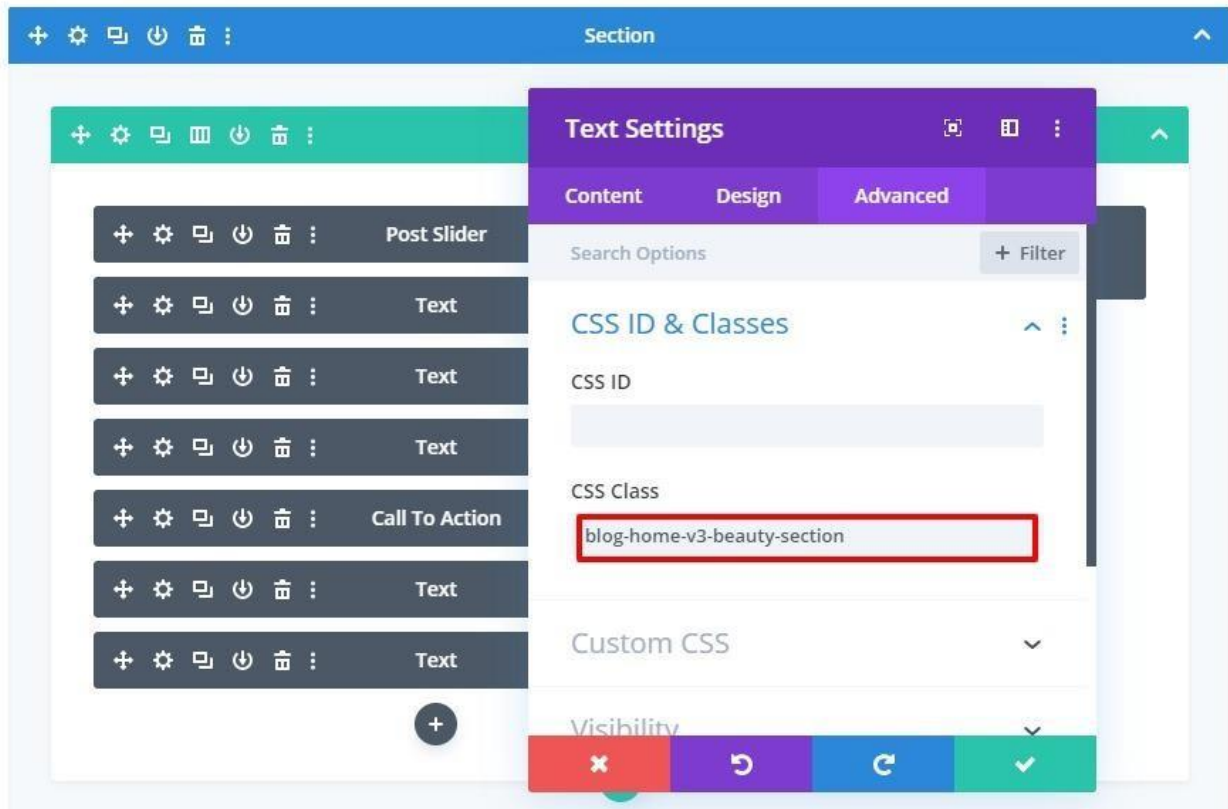 Section
Text Settings
Content Design Advanced
Search Options + Filter
CSS ID & Classes
CSS ID
CSS Class
blog-home-v3-beauty-section
Custom CSS
Visibility
Post Slider
Text
Text
Text
Call To Action
Text
Text